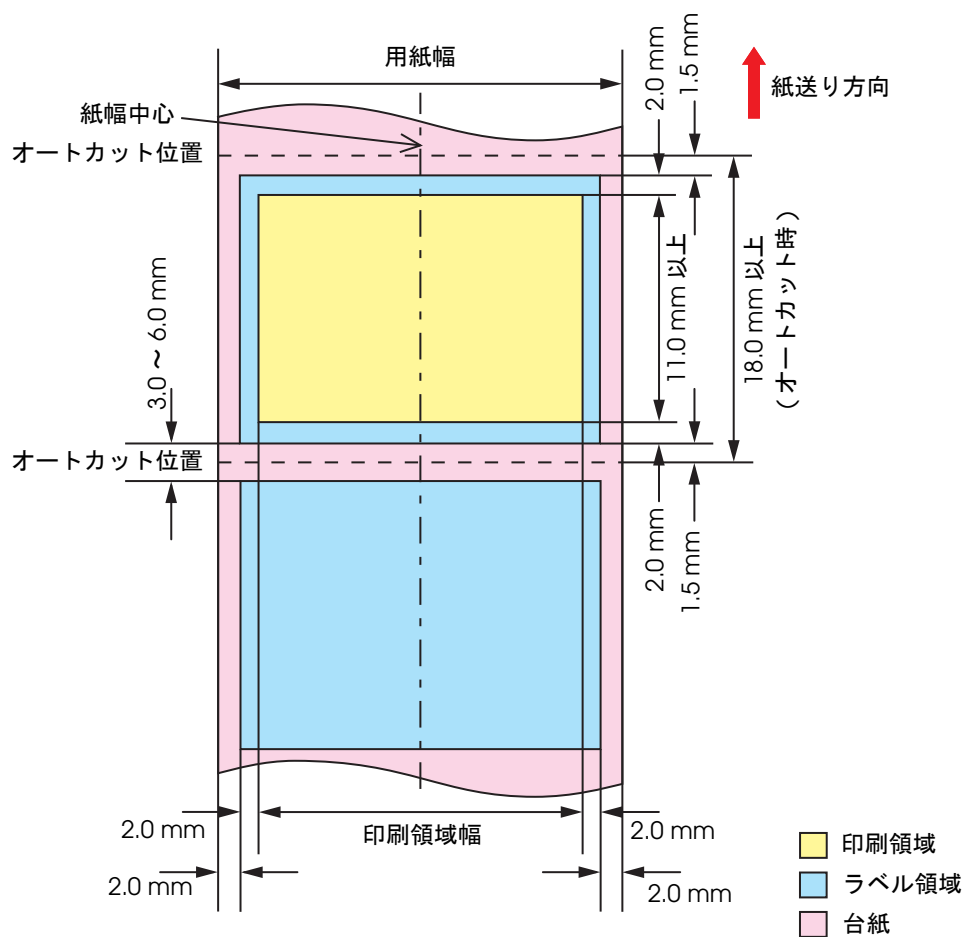 用紙幅
2.0 mm
1.5 mm
紙送り方向
紙幅中心
オートカット位置
11.0 mm 以上
18.0 mm 以上
(オートカット時)
3.0 ~ 6.0 mm
オートカット位置
2.0 mm
1.5 mm
2.0 mm
印刷領域幅
2.0 mm
2.0 mm
2.0 mm
印刷領域
ラベル領域
台紙